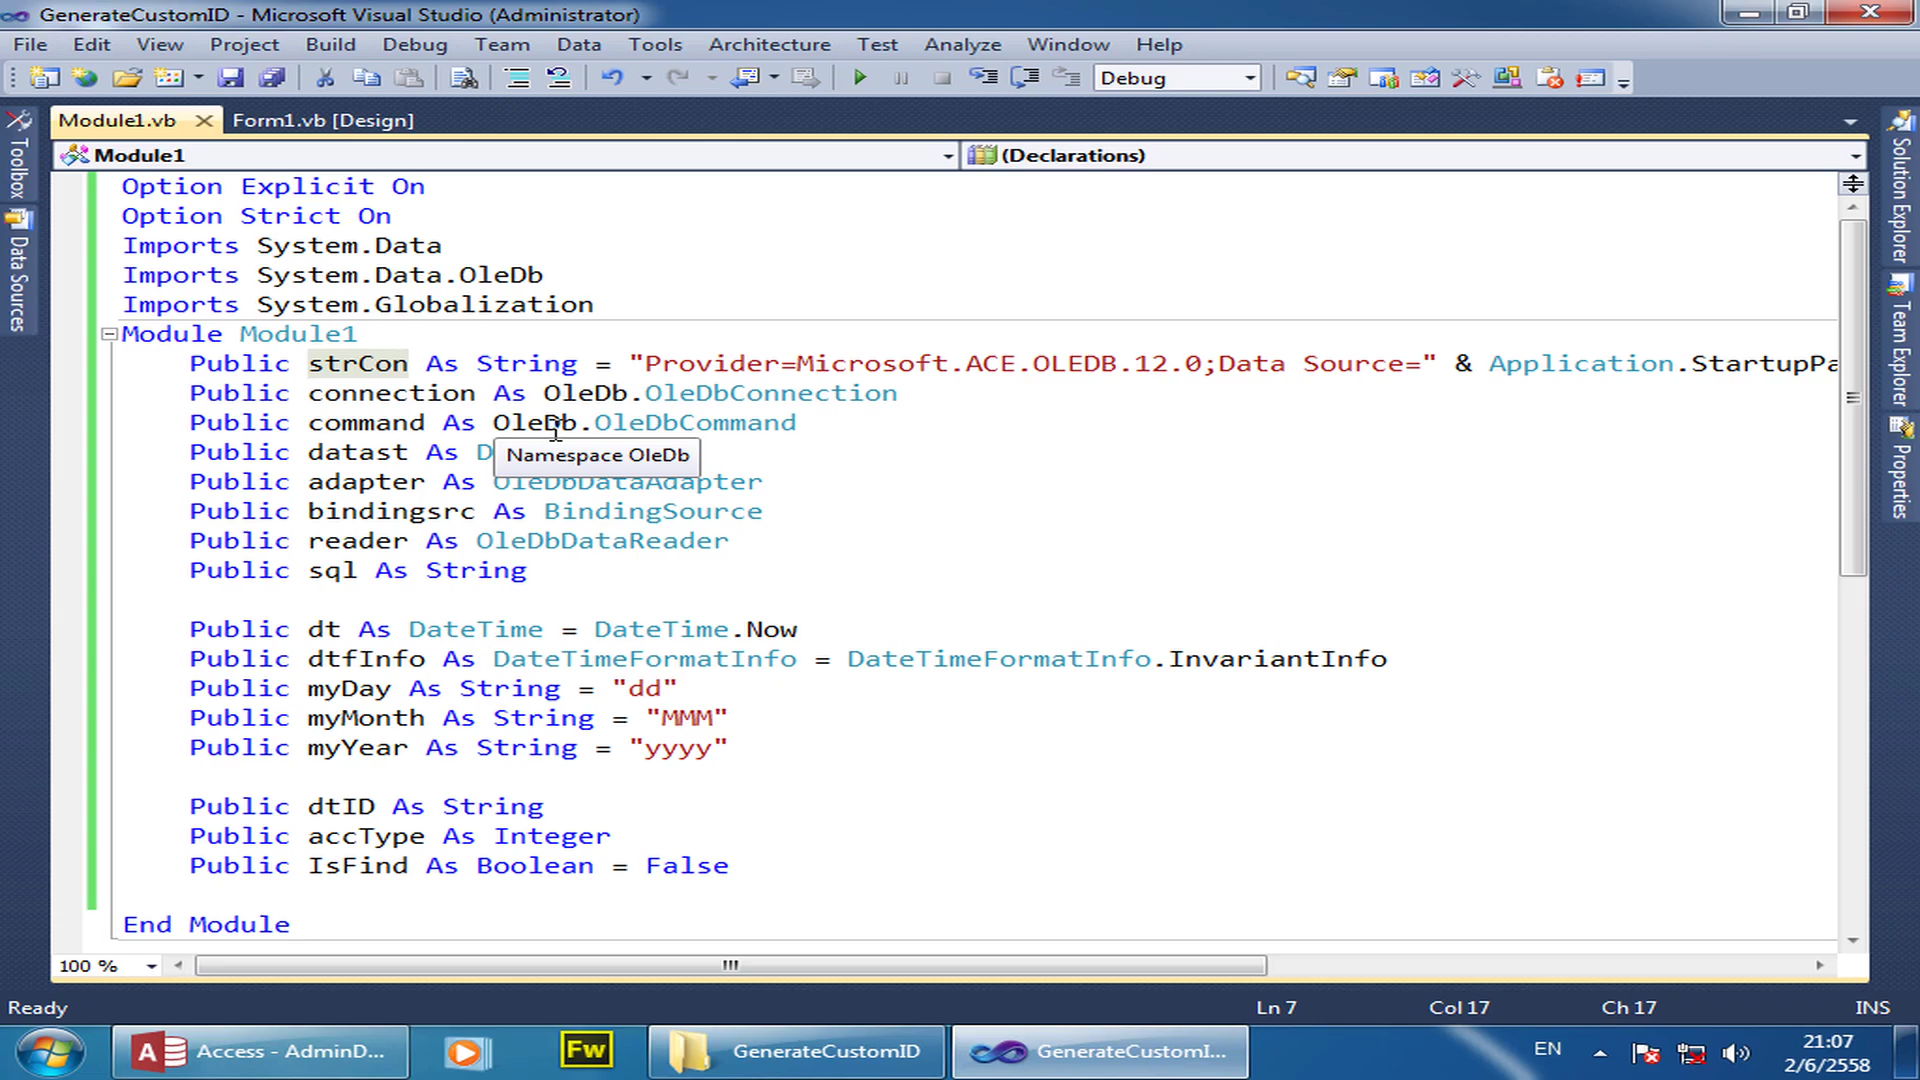 GenerateCustomID - Microsoft Visual Studio (Administrator)
File Edit View Project Build Debug Team Data Tools Architecture Test Analyze Window Help
Debug
Module1.vb Form1.vb [Design]
Module1 (Declarations)
Toolbox
Data Sources
Option Explicit On
Option Strict On
Imports System.Data
Imports System.Data.OleDb
Imports System.Globalization
Module Module1
Public strCon As String = "Provider=Microsoft.ACE.OLEDB.12.0;Data Source=" & Application.StartupPa
Public connection As OleDb.OleDbConnection
Public command As OleDb.OleDbCommand
Public datast As D
Namespace OleDb
Public adapter As OleDbDataAdapter
Public bindingsrc As BindingSource
Public reader As OleDbDataReader
Public sql As String
Public dt As DateTime = DateTime.Now
Public dtfInfo As DateTimeFormatInfo = DateTimeFormatInfo.InvariantInfo
Public myDay As String = "dd"
Public myMonth As String = "MMM"
Public myYear As String = "yyyy"
Public dtID As String
Public accType As Integer
Public IsFind As Boolean = False
End Module
Solution Explorer
Team Explorer
Properties
100 %
Ready Ln 7 Col 17 Ch 17 INS
Access - AdminD... Fw GenerateCustomID GenerateCustomI... EN 21:07
2/6/2558